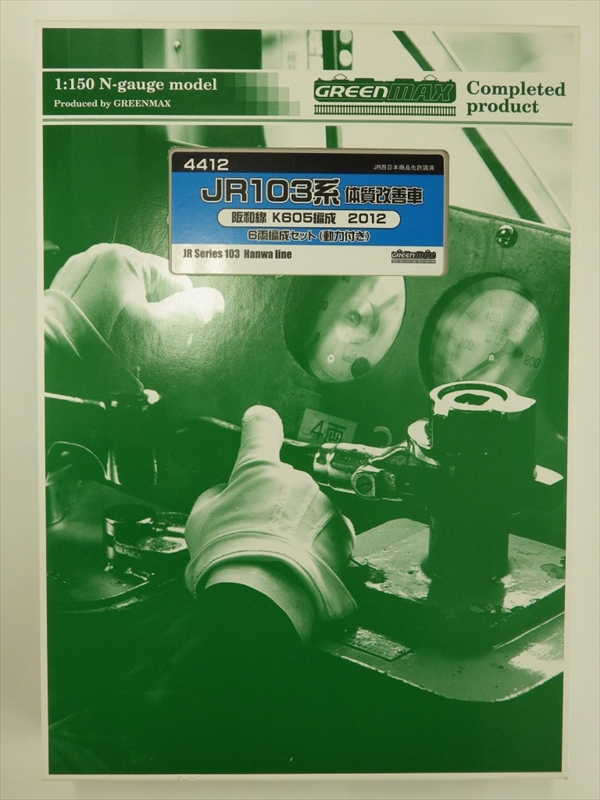 1:150 N-gauge model
Produced by GREENMAX
GREENMAX
Completed
product
4412
JR西日本商品化許諾済
JR103系 体質改善車
阪和線 K605編成 2012
6両編成セット(動力付き)
JR Series 103 Hanwa line
GREENMAX
4両